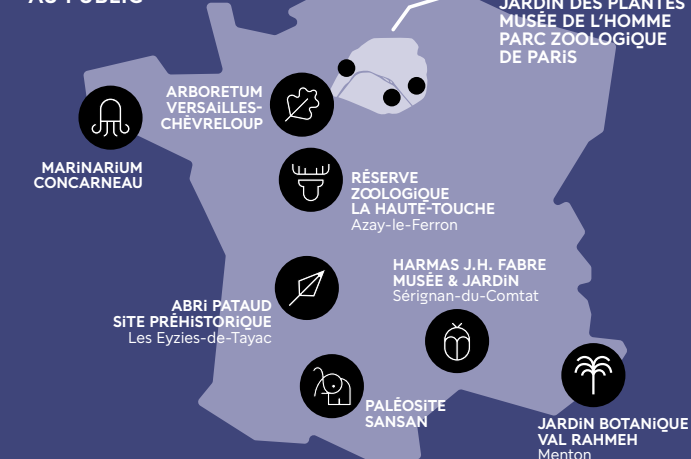 AU PUBLIC
JARDiN DES PLANTES
MUSÉE DE L'HOMME
PARC ZOOLOGiQUE
DE PARiS
ARBORETUM
VERSAiLLES-
CHÈVRELOUP
MARiNARiUM
CONCARNEAU
RÉSERVE
ZOOLOGiQUE
LA HAUTE-TOUCHE
Azay-le-Ferron
HARMAS J.H. FABRE
MUSÉE & JARDiN
Sérignan-du-Comtat
ABRi PATAUD
SiTE PRÉHiSTORiQUE
Les Eyzies-de-Tayac
PALÉOSiTE
SANSAN
JARDiN BOTANiQUE
VAL RAHMEH
Menton